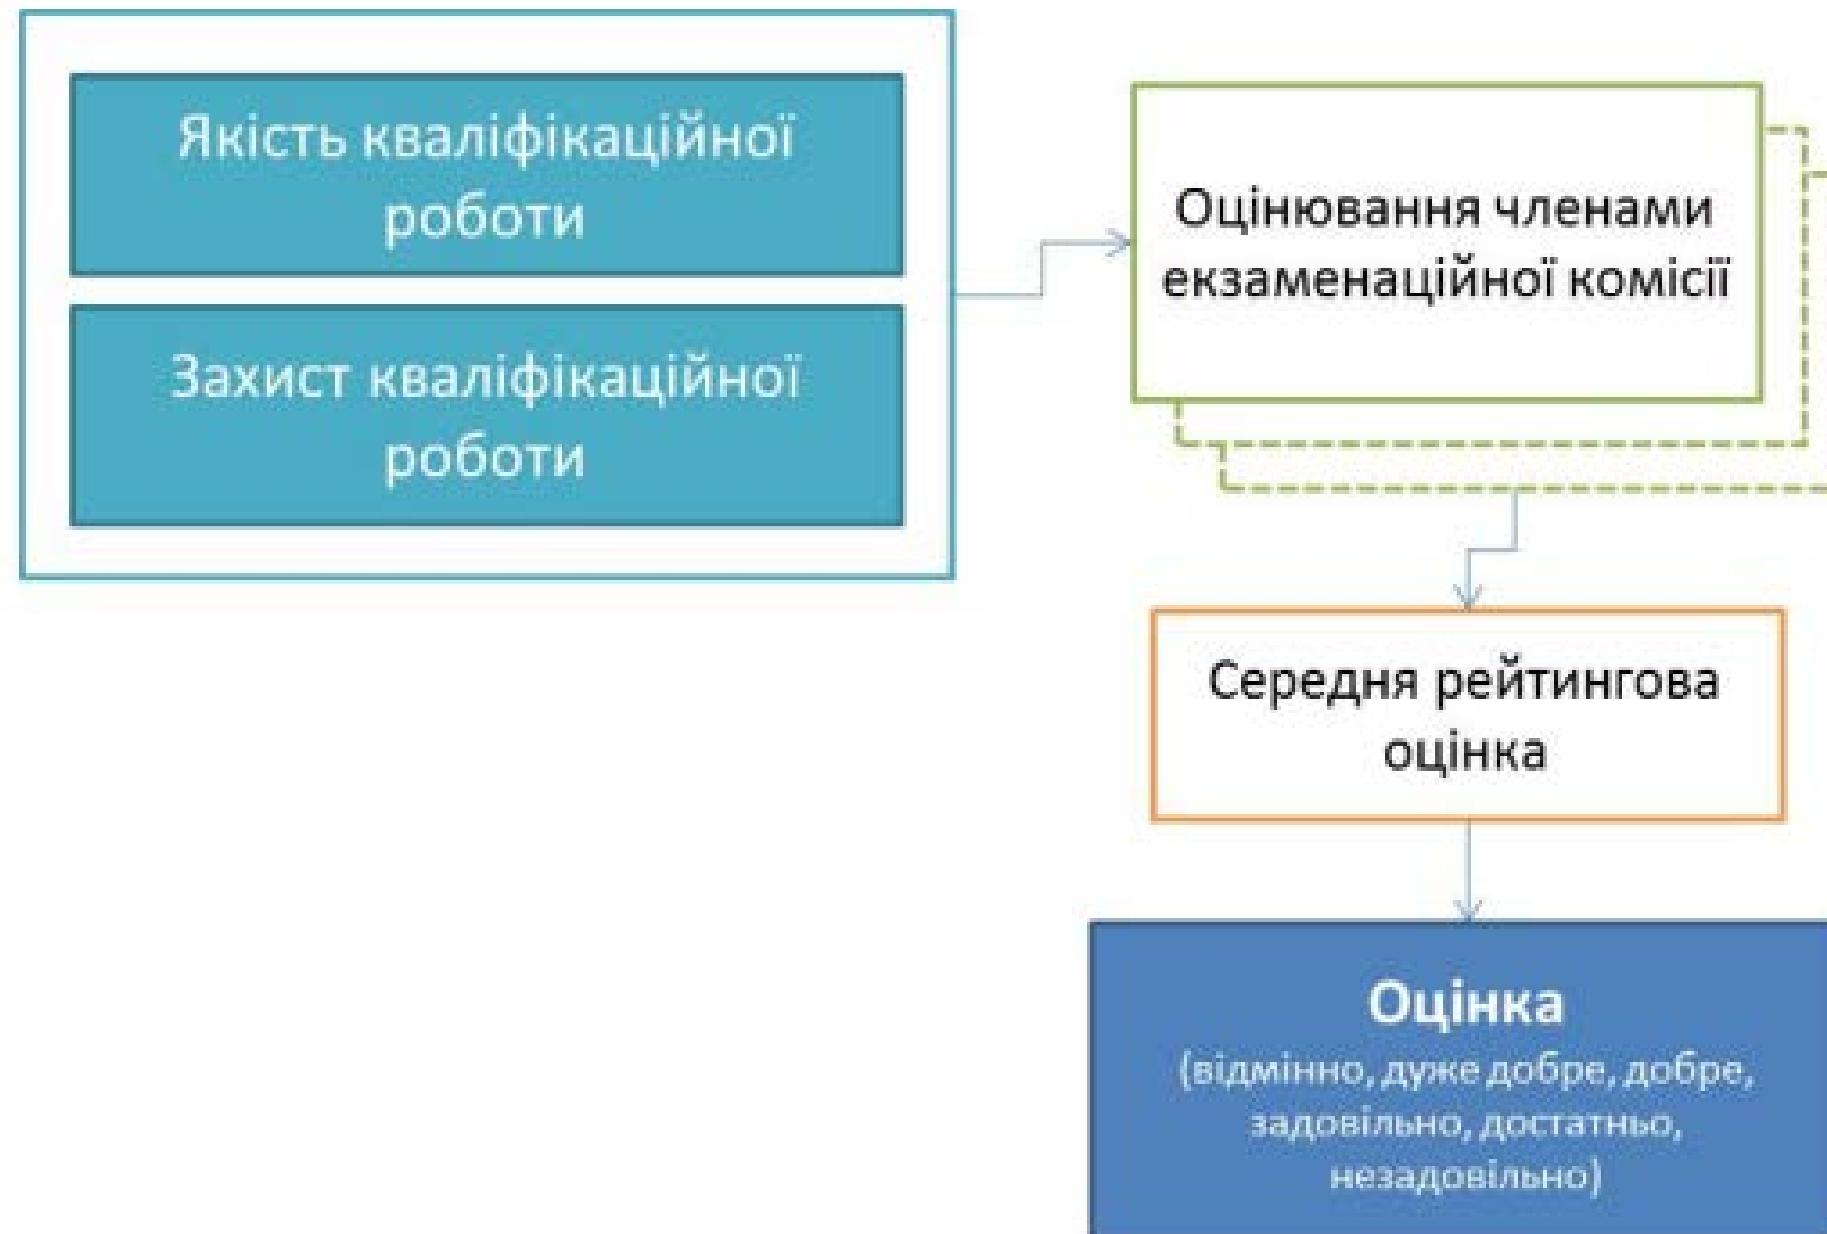 Якість кваліфікаційної
роботи
Захист кваліфікаційної
роботи
Оцінювання членами
екзаменаційної комісії
Середня рейтингова
оцінка
Оцінка
(відмінно, дуже добре, добре,
задовільно, достатньо,
незадовільно)